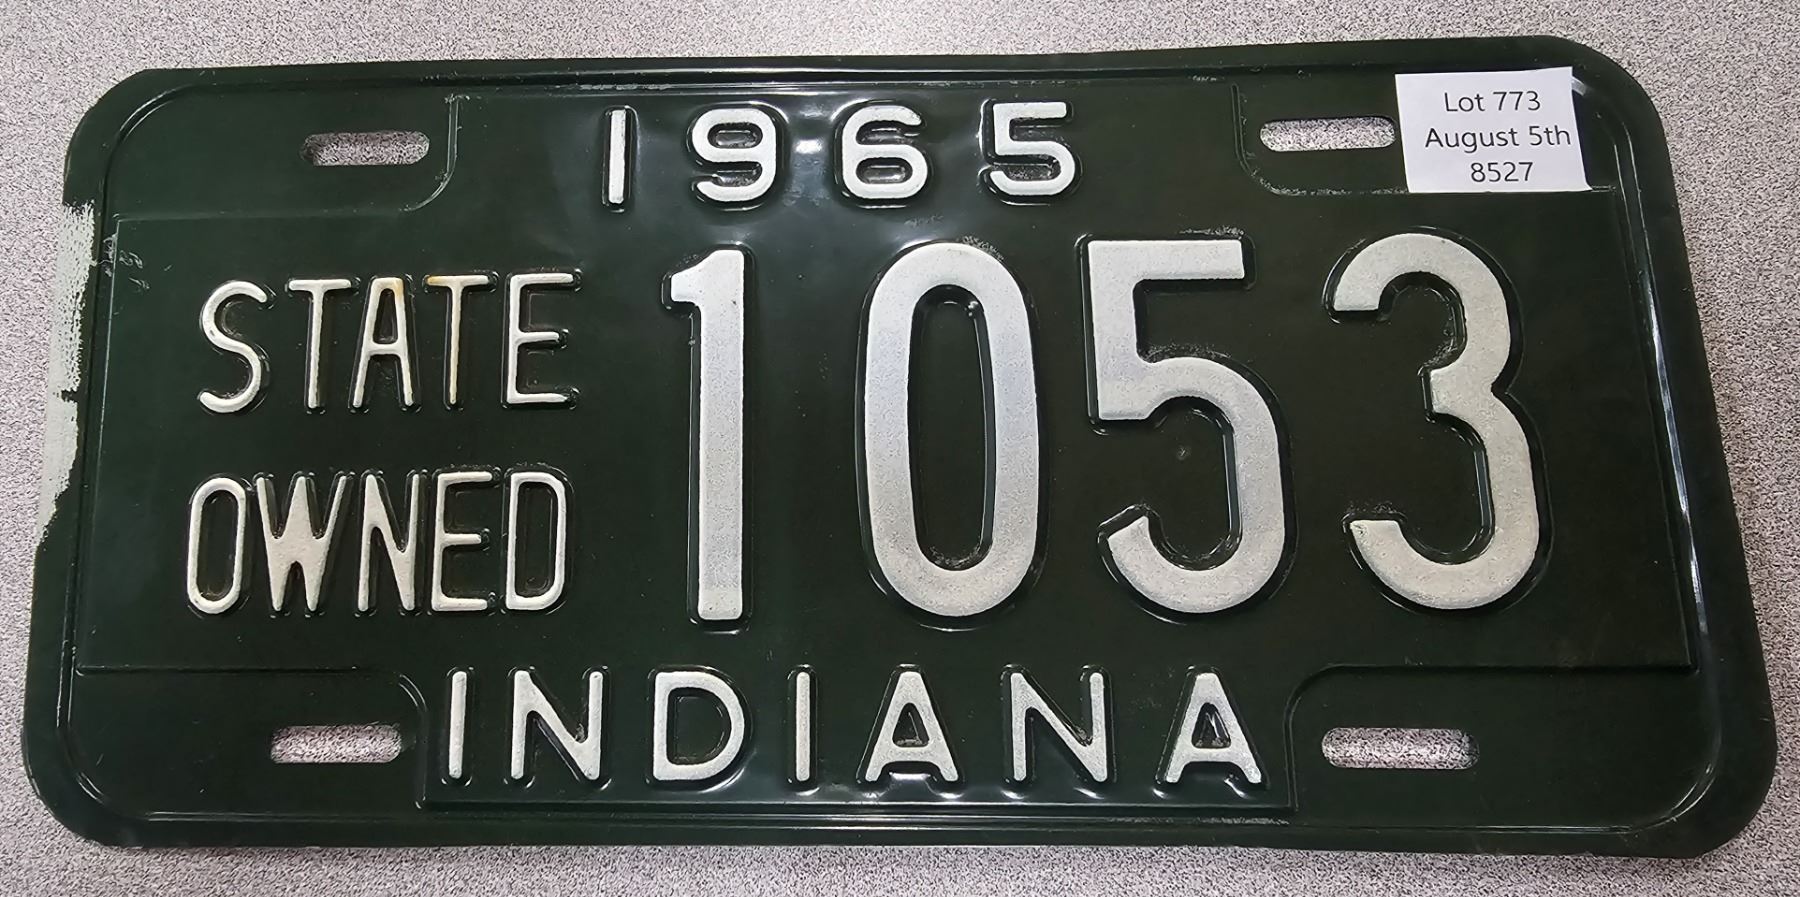 1965
Lot 773
August 5th
8527
STATE
OWNED
1053
INDIANA